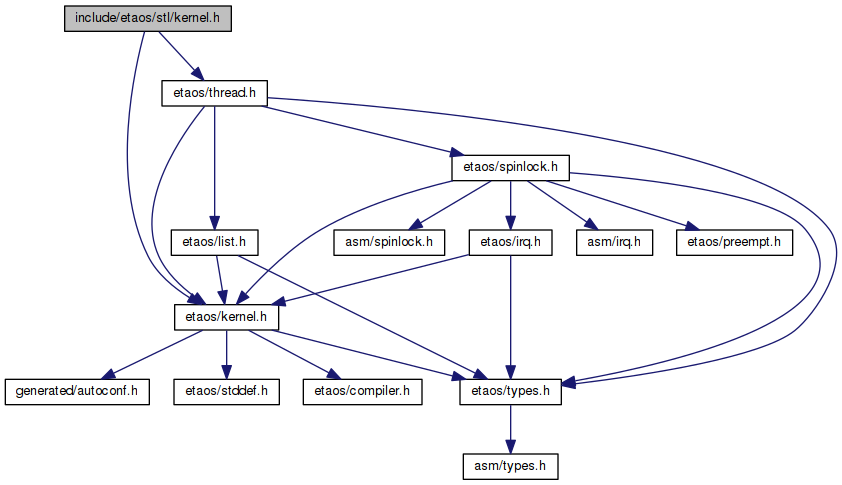 include/etaos/stl/kernel.h
etaos/thread.h
etaos/spinlock.h
etaos/list.h
asm/spinlock.h
etaos/irq.h
asm/irq.h
etaos/preempt.h
etaos/kernel.h
generated/autoconf.h
etaos/stddef.h
etaos/compiler.h
etaos/types.h
asm/types.h